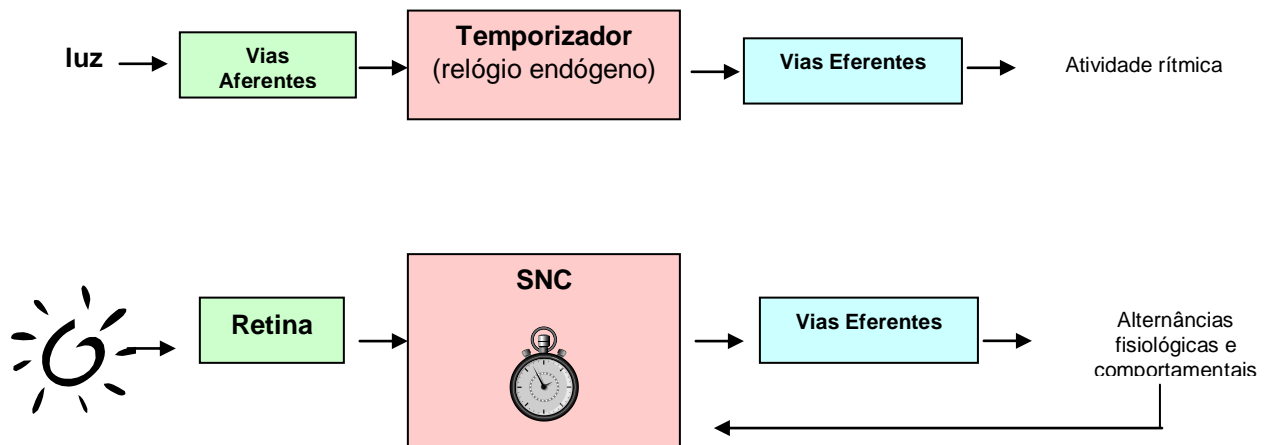 luz
Vias
Aferentes
Temporizador
(relógio endógeno)
Vias Eferentes
Atividade rítmica
Retina
SNC
Vias Eferentes
Alternâncias
fisiológicas e
comportamentais